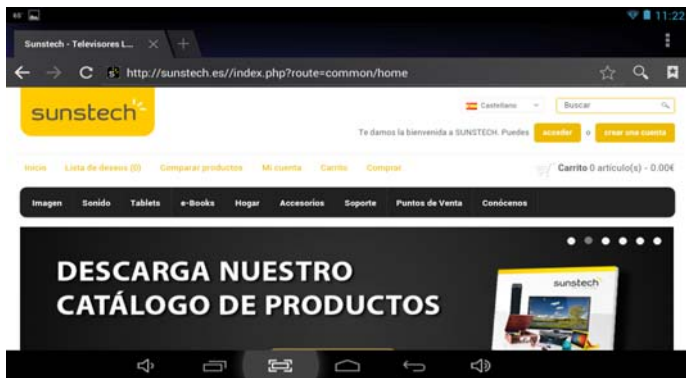 65°
11:22
Sunstech - Televisores L...
http://sunstech.es//index.php?route=common/home
sunstech
Castellano
Buscar
Te damos la bienvenida a SUNSTECH. Puedes acceder o crear una cuenta
Inicio Lista de deseos (0) Comparar productos Mi cuenta Carrito Comprar
Carrito 0 artículo(s) - 0.00€
Imagen Sonido Tablets e-Books Hogar Accesorios Soporte Puntos de Venta Conócenos
DESCARGA NUESTRO
CATÁLOGO DE PRODUCTOS
sunstech